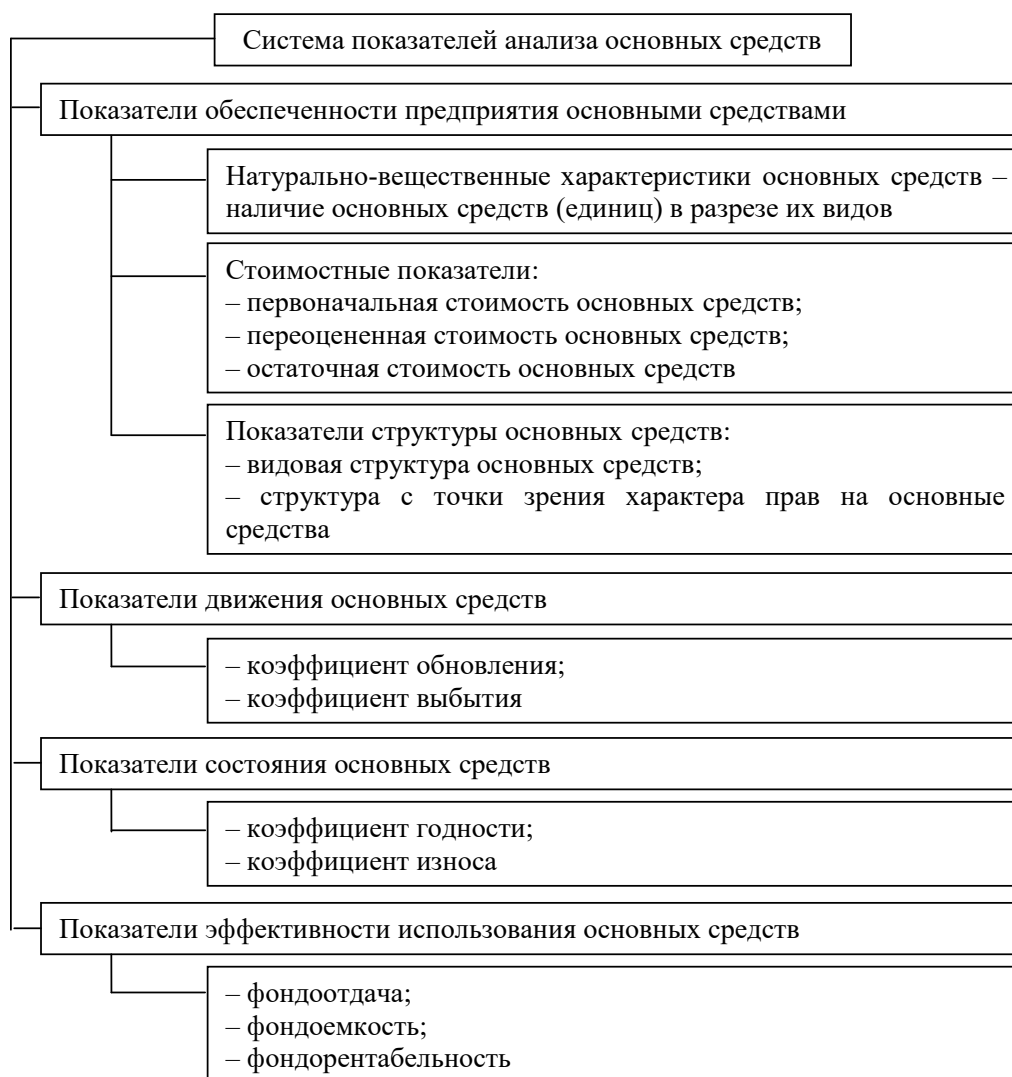 Система показателей анализа основных средств
Показатели обеспеченности предприятия основными средствами
Натурально-вещественные характеристики основных средств –
наличие основных средств (единиц) в разрезе их видов
Стоимостные показатели:
– первоначальная стоимость основных средств;
– переоцененная стоимость основных средств;
– остаточная стоимость основных средств
Показатели структуры основных средств:
– видовая структура основных средств;
– структура с точки зрения характера прав на основные
средства
Показатели движения основных средств
– коэффициент обновления;
– коэффициент выбытия
Показатели состояния основных средств
– коэффициент годности;
– коэффициент износа
Показатели эффективности использования основных средств
– фондоотдача;
– фондоемкость;
– фондорентабельность